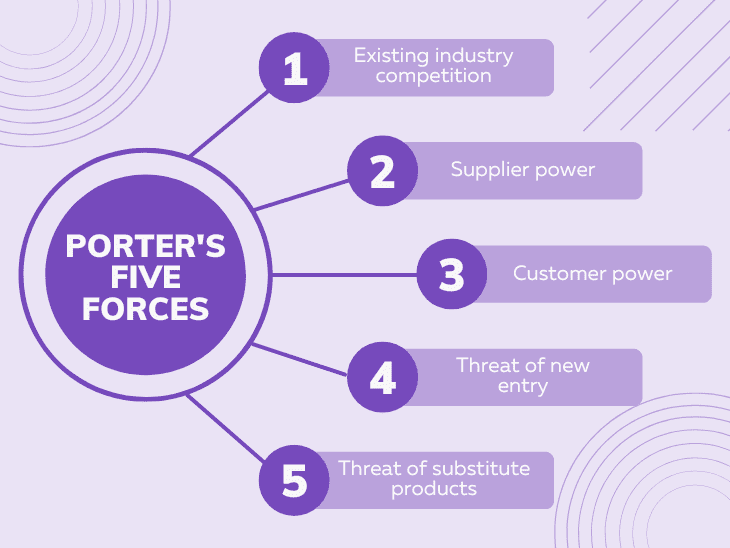 PORTER'S
FIVE
FORCES
1
Existing industry
competition
2
Supplier power
3
Customer power
4
Threat of new
entry
5
Threat of substitute
products